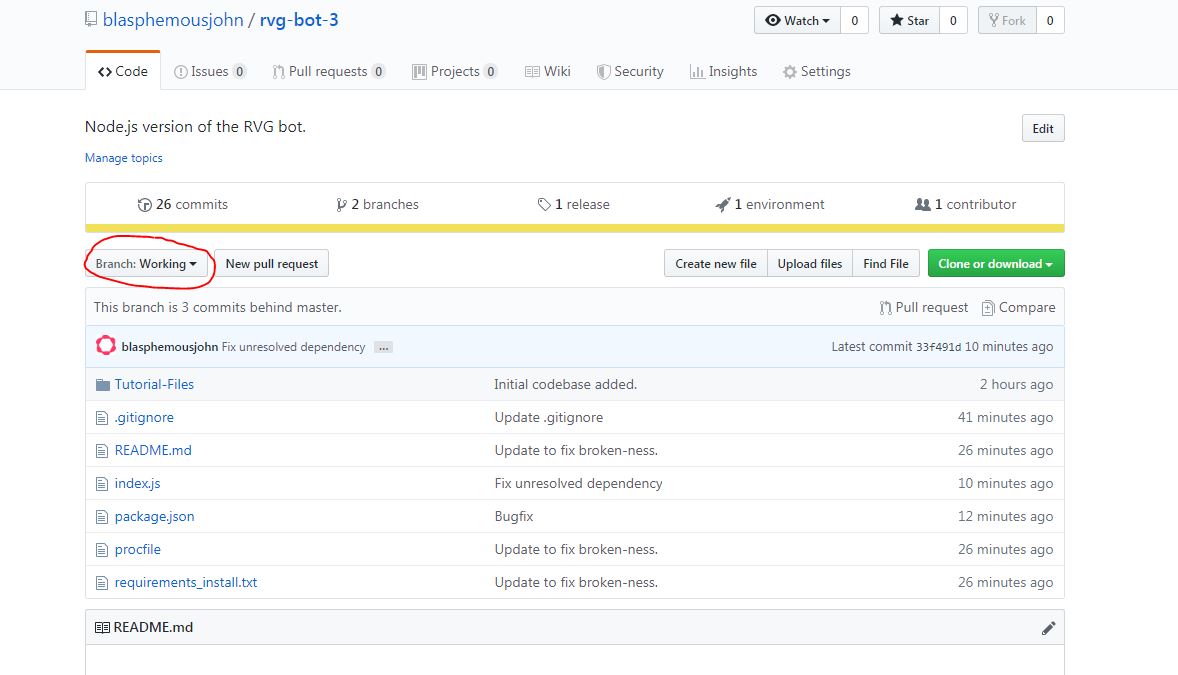 blasphemousjohn / rvg-bot-3
Watch 0 Star 0 Fork 0
Code Issues 0 Pull requests 0 Projects 0 Wiki Security Insights Settings
Node.js version of the RVG bot.
Edit
Manage topics
26 commits 2 branches 1 release 1 environment 1 contributor
Branch: Working New pull request Create new file Upload files Find File Clone or download
This branch is 3 commits behind master. Pull request Compare
blasphemousjohn Fix unresolved dependency ... Latest commit 33f491d 10 minutes ago
Tutorial-Files Initial codebase added. 2 hours ago
.gitignore Update .gitignore 41 minutes ago
README.md Update to fix broken-ness. 26 minutes ago
index.js Fix unresolved dependency 10 minutes ago
package.json Bugfix 12 minutes ago
procfile Update to fix broken-ness. 26 minutes ago
requirements_install.txt Update to fix broken-ness. 26 minutes ago
README.md